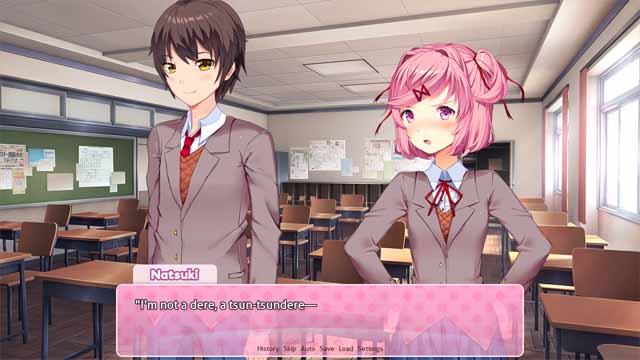 Natsuki
"I'm not a dere, a tsun-tsundere—
History Skip Auto Save Load Settings